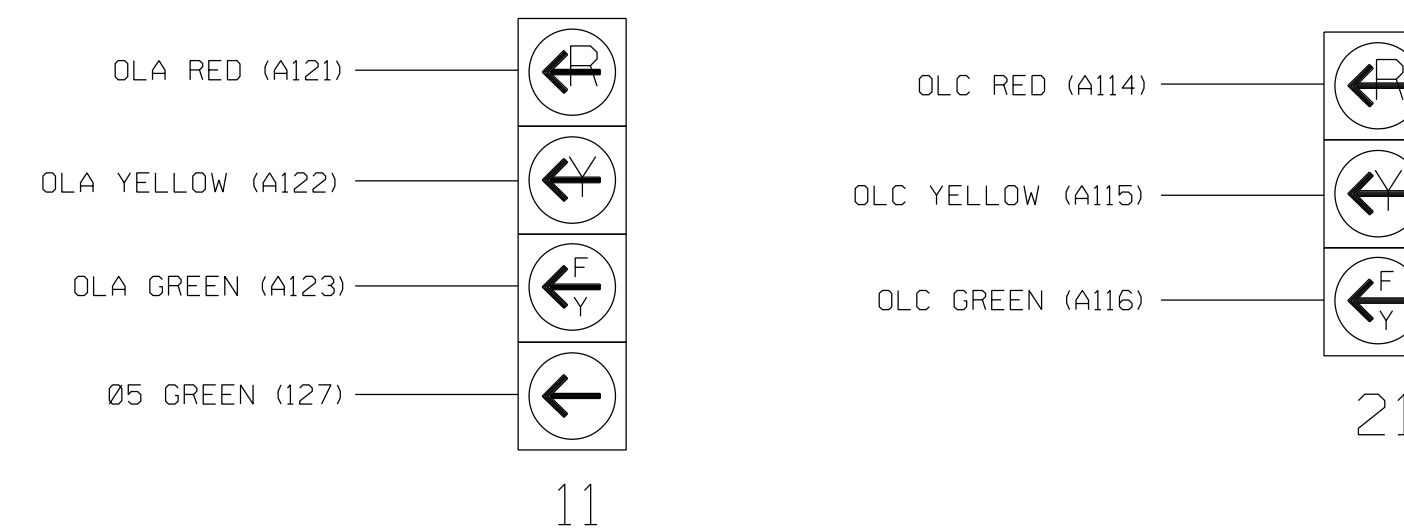 OLA RED (A121)
R
OLA YELLOW (A122)
Y
OLA GREEN (A123)
F
Y
Ø5 GREEN (127)
11
OLC RED (A114)
R
OLC YELLOW (A115)
Y
OLC GREEN (A116)
F
Y
21